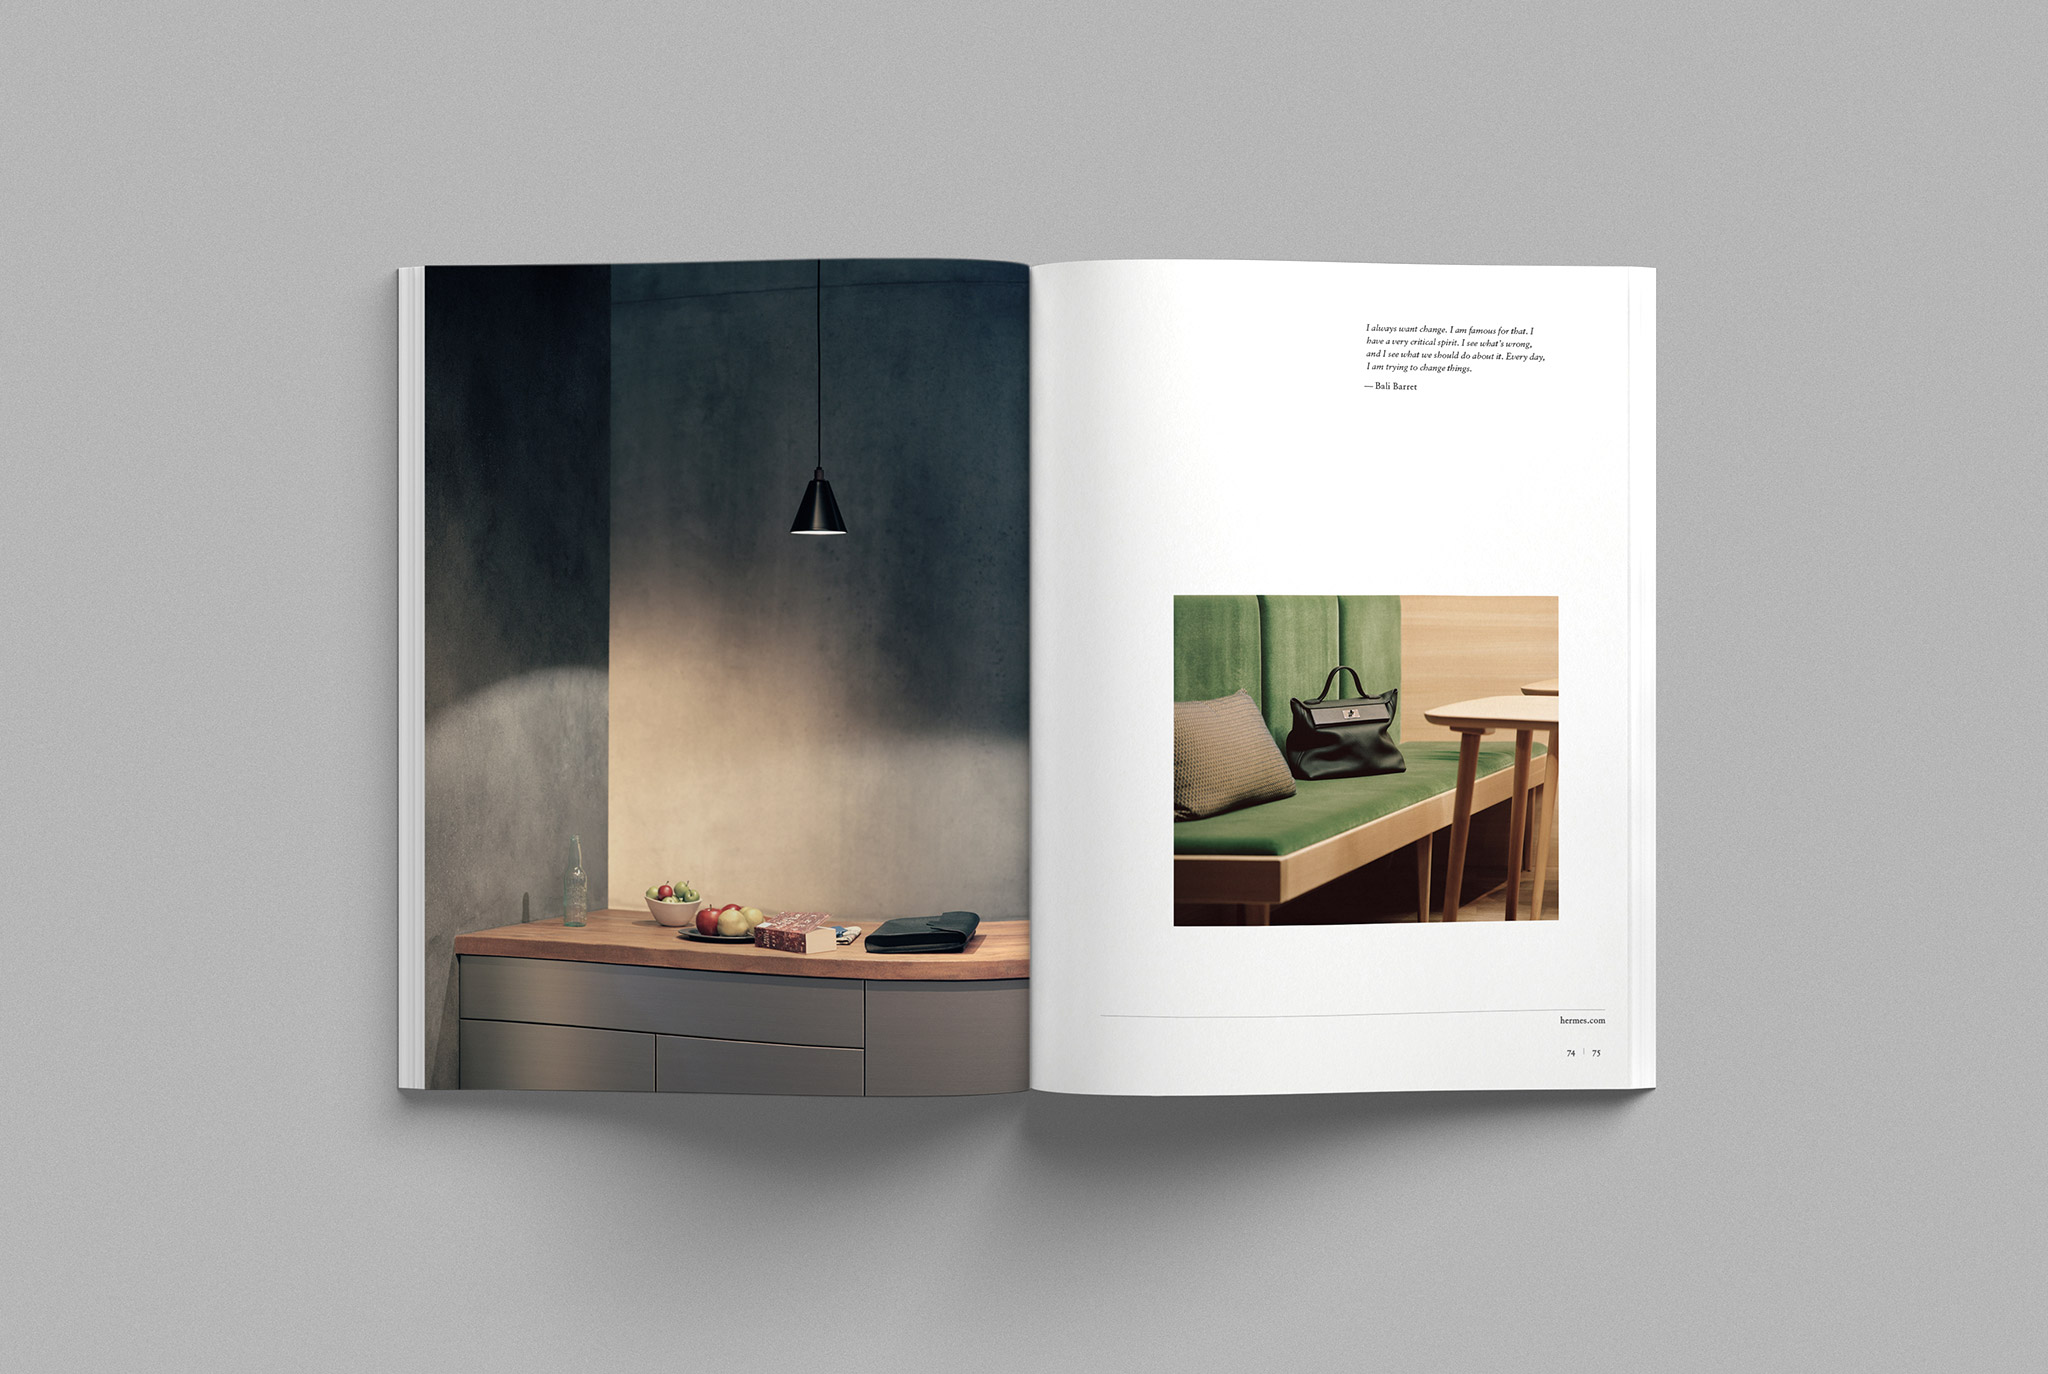 I always want change. I am famous for that. I
have a very critical spirit. I see what's wrong,
and I see what we should do about it. Every day,
I am trying to change things.
— Bali Barret
hermes.com
74 | 75